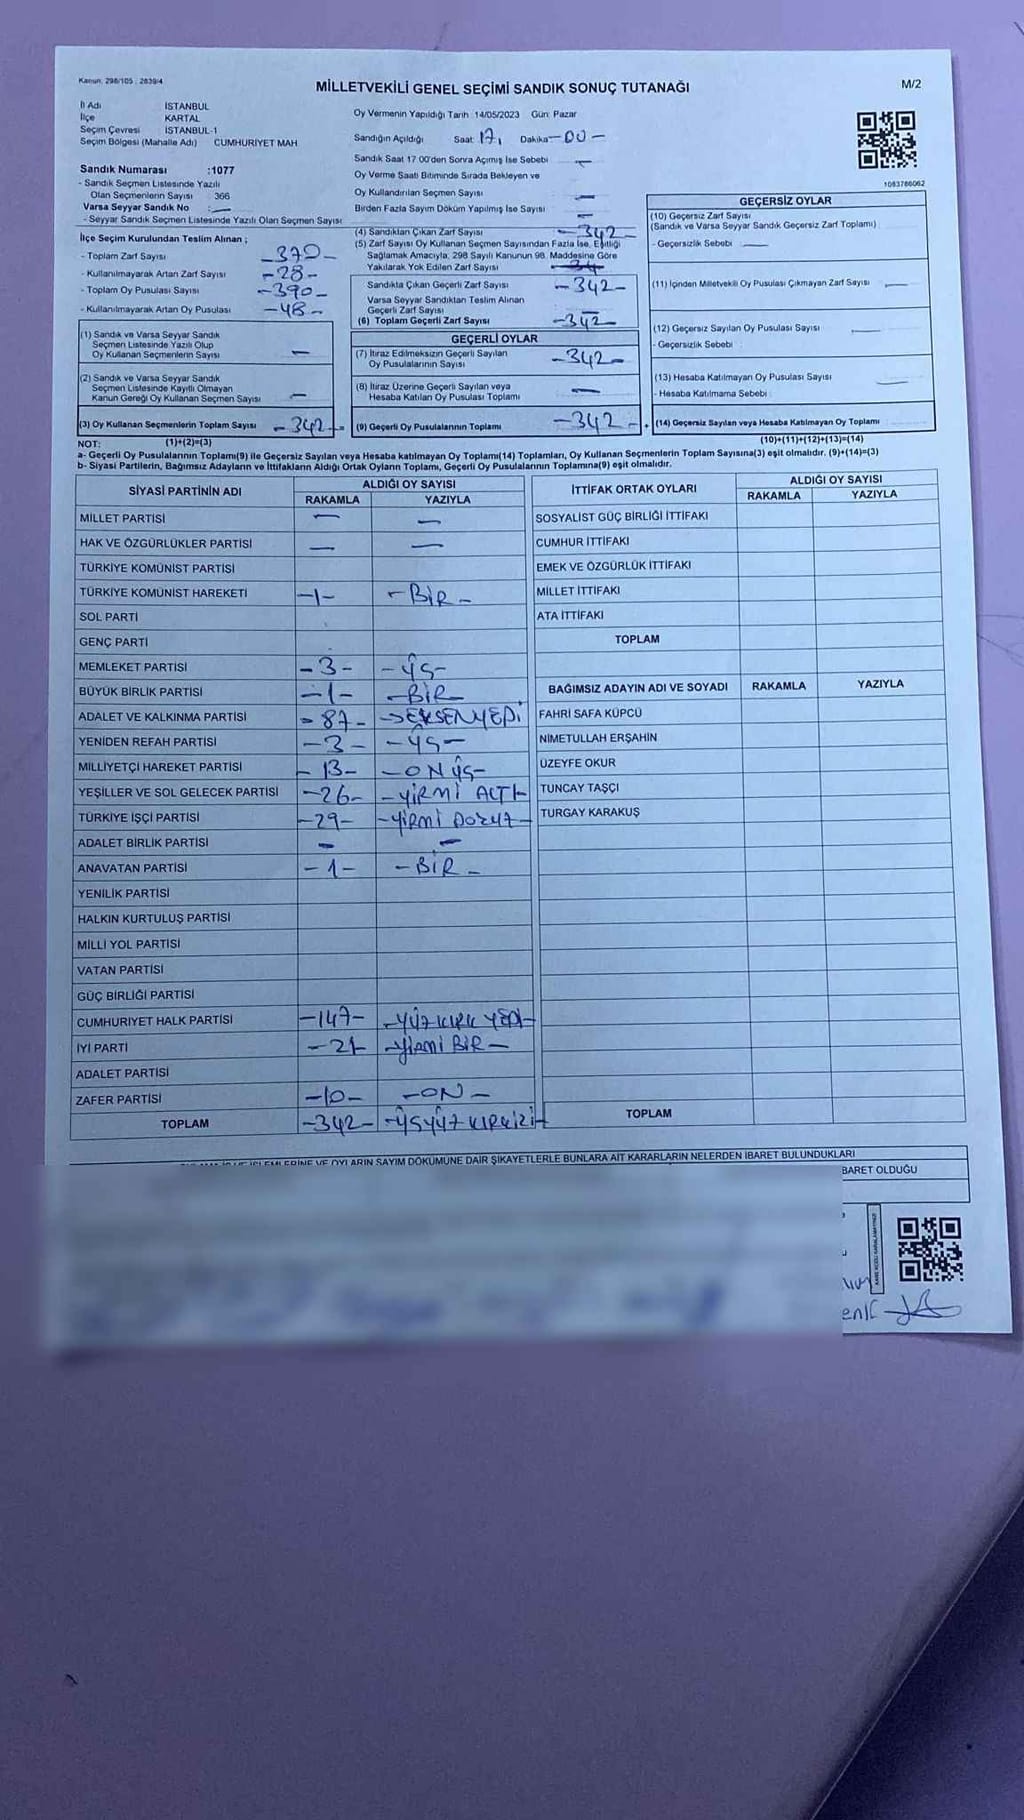 Kanun: 298/105 - 2839/4
MİLLETVEKİLİ GENEL SEÇİMİ SANDIK SONUÇ TUTANAĞI
M/2
İl Adı İSTANBUL
İlçe KARTAL
Seçim Çevresi İSTANBUL-1
Seçim Bölgesi (Mahalle Adı) CUMHURİYET MAH
Sandık Numarası :1077
- Sandık Seçmen Listesinde Yazılı
Olan Seçmenlerin Sayısı 366
Varsa Seyyar Sandık No : —
- Seyyar Sandık Seçmen Listesinde Yazılı Olan Seçmen Sayısı
Oy Vermenin Yapıldığı Tarih 14/05/2023 Gün: Pazar
Sandığın Açıldığı Saat: 17, Dakika —00—
Sandık Saat 17:00'den Sonra Açımış İse Sebebi —
Oy Verme Saati Bitiminde Sırada Bekleyen ve
Oy Kullandırılan Seçmen Sayısı —
Birden Fazla Sayım Döküm Yapılmış İse Sayısı —
1083766062
İlçe Seçim Kurulundan Teslim Alınan ;
- Toplam Zarf Sayısı —370—
- Kullanılmayarak Artan Zarf Sayısı —28—
- Toplam Oy Pusulası Sayısı —390—
- Kullanılmayarak Artan Oy Pusulası —48—
(1) Sandık ve Varsa Seyyar Sandık
Seçmen Listesinde Yazılı Olup
Oy Kullanan Seçmenlerin Sayısı —
(2) Sandık ve Varsa Seyyar Sandık
Seçmen Listesinde Kayıtlı Olmayan
Kanun Gereği Oy Kullanan Seçmen Sayısı —
(3) Oy Kullanan Seçmenlerin Toplam Sayısı —342—
(4) Sandıktan Çıkan Zarf Sayısı —342—
(5) Zarf Sayısı Oy Kullanan Seçmen Sayısından Fazla İse, Eşitliği
Sağlamak Amacıyla, 298 Sayılı Kanunun 98. Maddesine Göre
Yakılarak Yok Edilen Zarf Sayısı
Sandıkta Çıkan Geçerli Zarf Sayısı —342—
Varsa Seyyar Sandıktan Teslim Alınan
Geçerli Zarf Sayısı —
(6) Toplam Geçerli Zarf Sayısı —342—
GEÇERLİ OYLAR
(7) İtiraz Edilmeksizin Geçerli Sayılan
Oy Pusulalarının Sayısı —342—
(8) İtiraz Üzerine Geçerli Sayılan veya
Hesaba Katılan Oy Pusulası Toplamı —
(9) Geçerli Oy Pusulalarının Toplamı —342—
GEÇERSİZ OYLAR
(10) Geçersiz Zarf Sayısı
(Sandık ve Varsa Seyyar Sandık Geçersiz Zarf Toplamı)
- Geçersizlik Sebebi —
(11) İçinden Milletvekili Oy Pusulası Çıkmayan Zarf Sayısı —
(12) Geçersiz Sayılan Oy Pusulası Sayısı —
- Geçersizlik Sebebi :
(13) Hesaba Katılmayan Oy Pusulası Sayısı —
- Hesaba Katılmama Sebebi
(14) Geçersiz Sayılan veya Hesaba Katılmayan Oy Toplamı
NOT: (1)+(2)=(3) (10)+(11)+(12)+(13)=(14)
a- Geçerli Oy Pusulalarının Toplamı(9) ile Geçersiz Sayılan veya Hesaba katılmayan Oy Toplamı(14) Toplamları, Oy Kullanan Seçmenlerin Toplam Sayısına(3) eşit olmalıdır. (9)+(14)=(3)
b- Siyasi Partilerin, Bağımsız Adayların ve İttifakların Aldığı Ortak Oyların Toplamı, Geçerli Oy Pusulalarının Toplamına(9) eşit olmalıdır.
SİYASİ PARTİNİN ADI ALDIĞI OY SAYISI
RAKAMLA YAZIYLA
MİLLET PARTİSİ — —
HAK VE ÖZGÜRLÜKLER PARTİSİ — —
TÜRKİYE KOMÜNİST PARTİSİ
TÜRKİYE KOMÜNİST HAREKETİ —1— —BİR—
SOL PARTİ
GENÇ PARTİ
MEMLEKET PARTİSİ —3— —ÜÇ—
BÜYÜK BİRLİK PARTİSİ —1— —BİR—
ADALET VE KALKINMA PARTİSİ —87— —SEKSENYEDİ
YENİDEN REFAH PARTİSİ —3— —ÜÇ—
MİLLİYETÇİ HAREKET PARTİSİ —13— —ON ÜÇ—
YEŞİLLER VE SOL GELECEK PARTİSİ —26— —YİRMİ ALTI—
TÜRKİYE İŞÇİ PARTİSİ —29— —YİRMİ DOKUZ—
ADALET BİRLİK PARTİSİ — —
ANAVATAN PARTİSİ —1— —BİR—
YENİLİK PARTİSİ
HALKIN KURTULUŞ PARTİSİ
MİLLİ YOL PARTİSİ
VATAN PARTİSİ
GÜÇ BİRLİĞİ PARTİSİ
CUMHURİYET HALK PARTİSİ —147— —YÜZ KIRK YEDİ—
İYİ PARTİ —21— —YİRMİ BİR—
ADALET PARTİSİ
ZAFER PARTİSİ —10— —ON—
TOPLAM —342— —ÜÇYÜZ KIRKİKİ—
İTTİFAK ORTAK OYLARI ALDIĞI OY SAYISI
RAKAMLA YAZIYLA
SOSYALİST GÜÇ BİRLİĞİ İTTİFAKI
CUMHUR İTTİFAKI
EMEK VE ÖZGÜRLÜK İTTİFAKI
MİLLET İTTİFAKI
ATA İTTİFAKI
TOPLAM
BAĞIMSIZ ADAYIN ADI VE SOYADI RAKAMLA YAZIYLA
FAHRİ SAFA KÜPCÜ
NİMETULLAH ERŞAHİN
ÜZEYFE OKUR
TUNCAY TAŞÇI
TURGAY KARAKUŞ
TOPLAM
İŞLEMLERİNE VE OYLARIN SAYIM DÖKÜMÜNE DAİR ŞİKAYETLERLE BUNLARA AİT KARARLARIN NELERDEN İBARET BULUNDUKLARI
BARET OLDUĞU